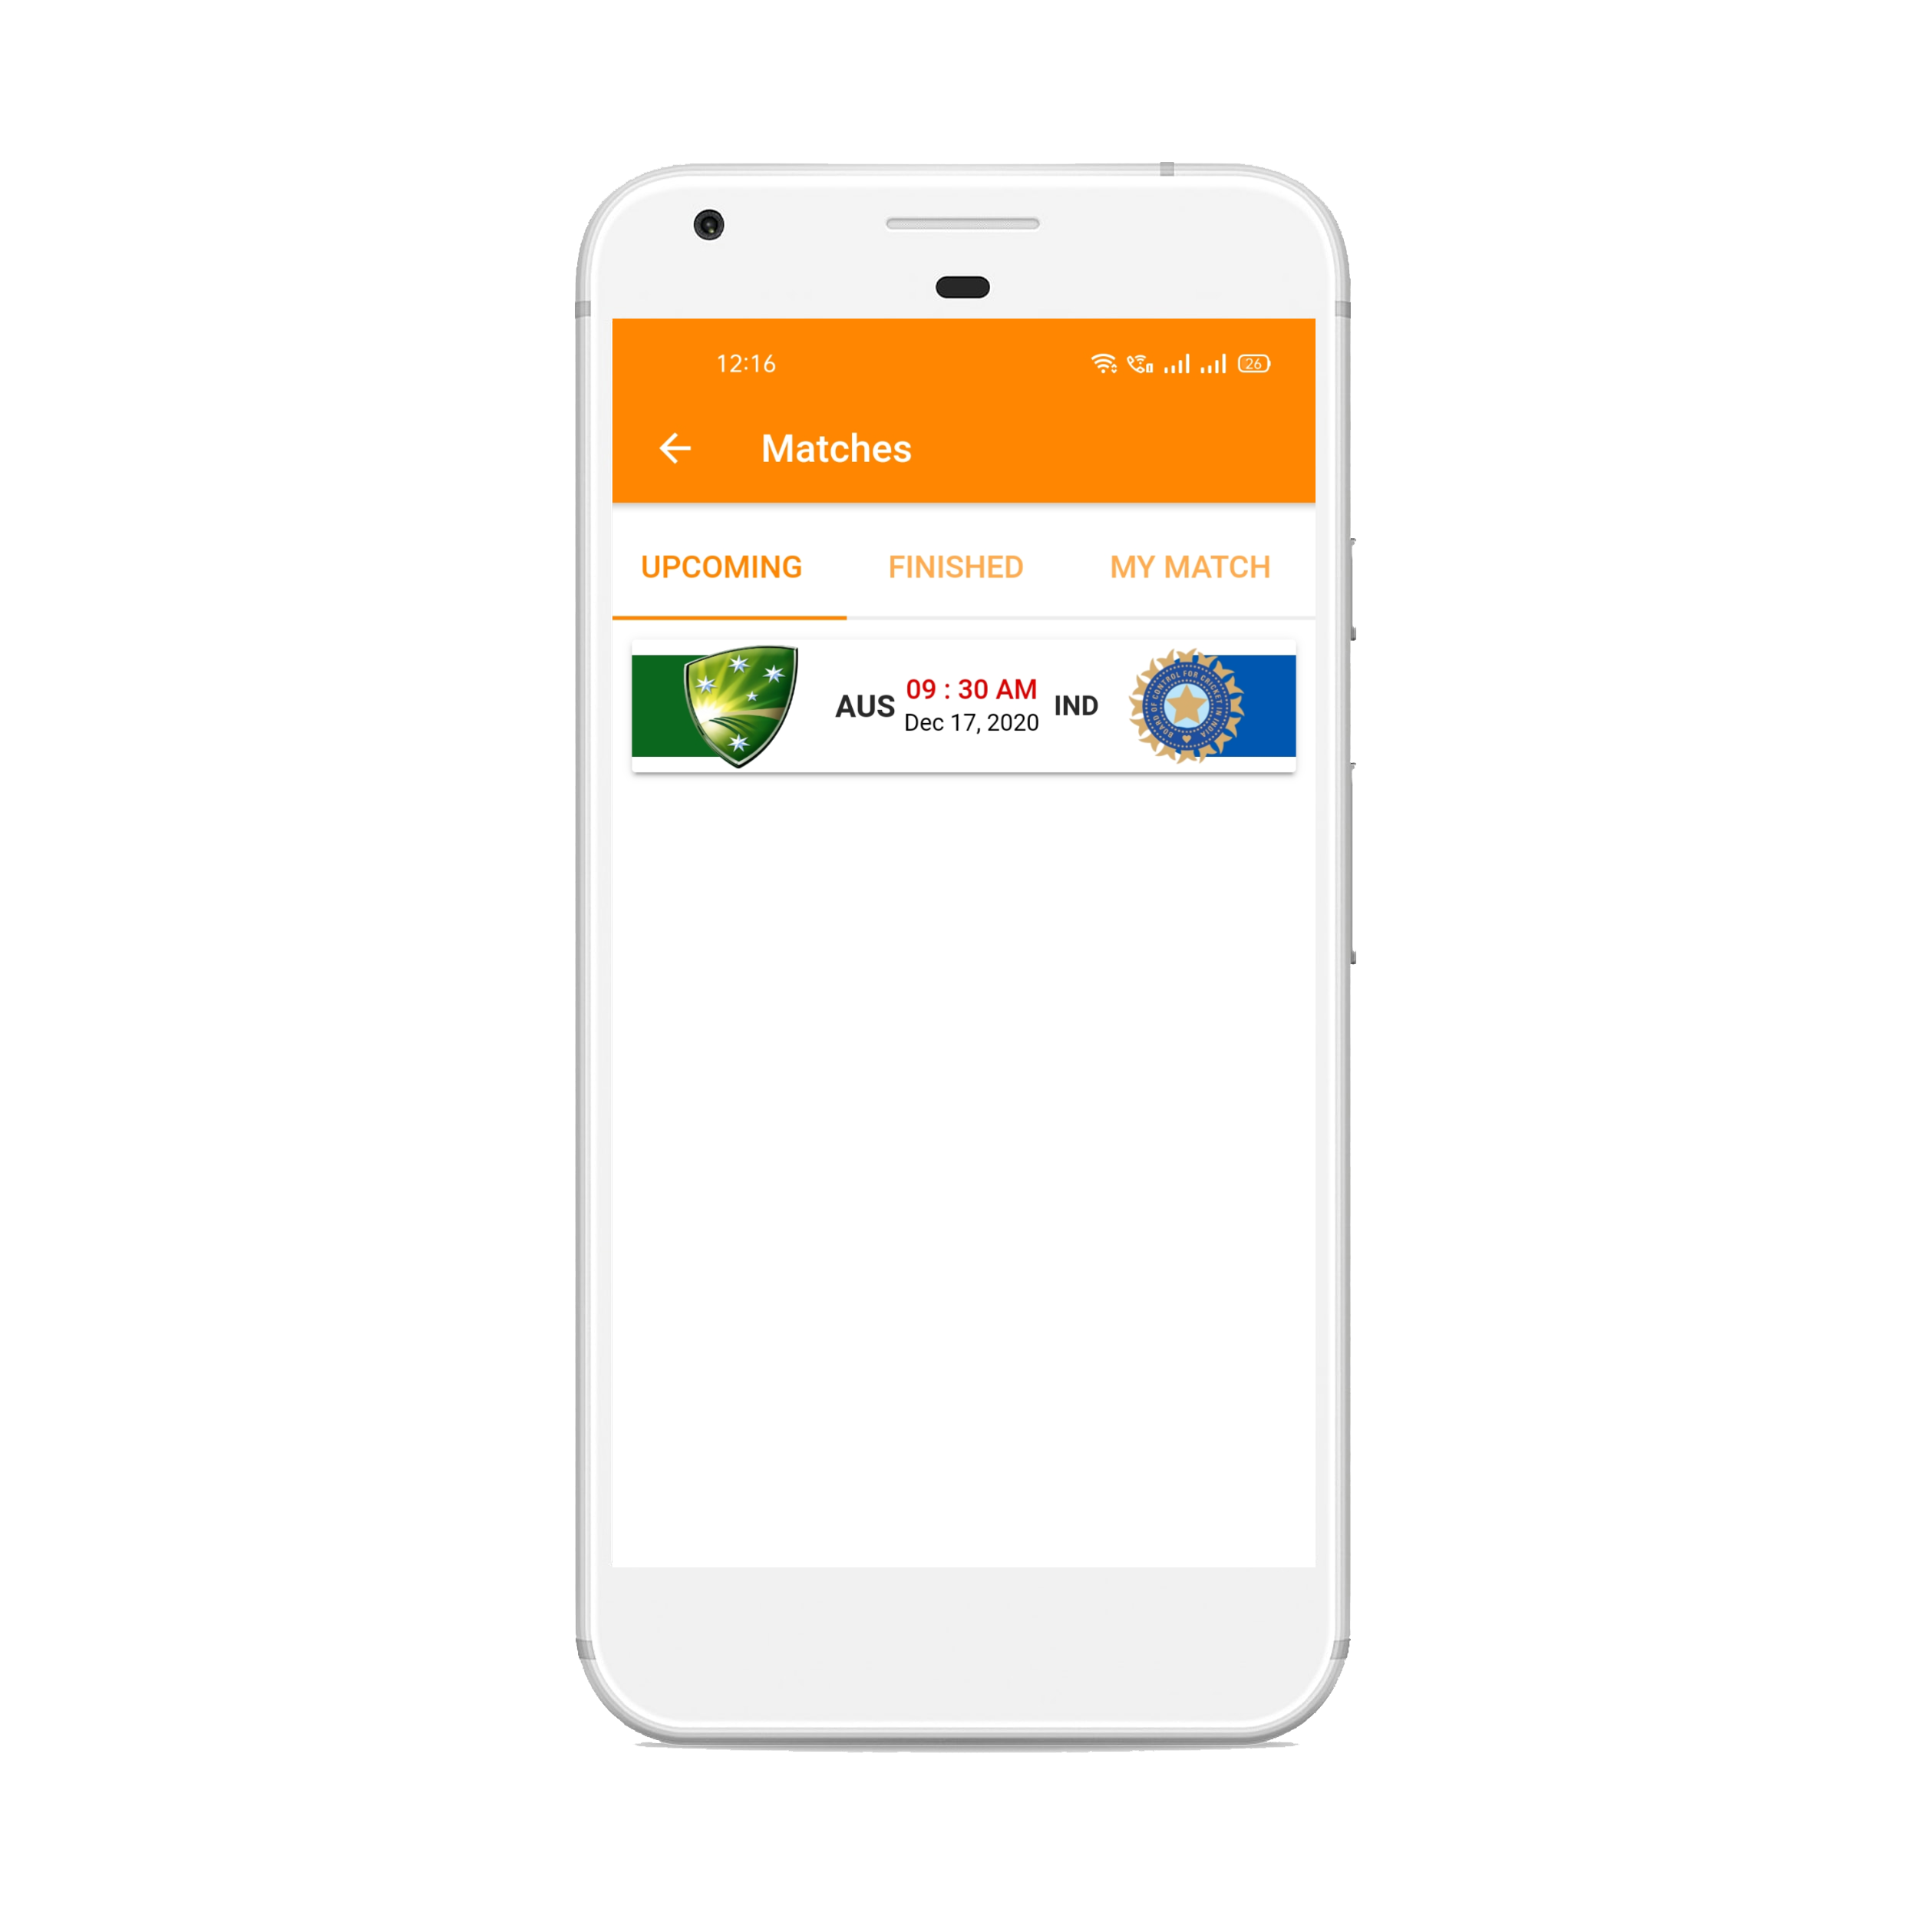 12:16 26
Matches
UPCOMING FINISHED MY MATCH
AUS 09 : 30 AM IND
Dec 17, 2020
BOARD OF CONTROL FOR CRICKET IN INDIA